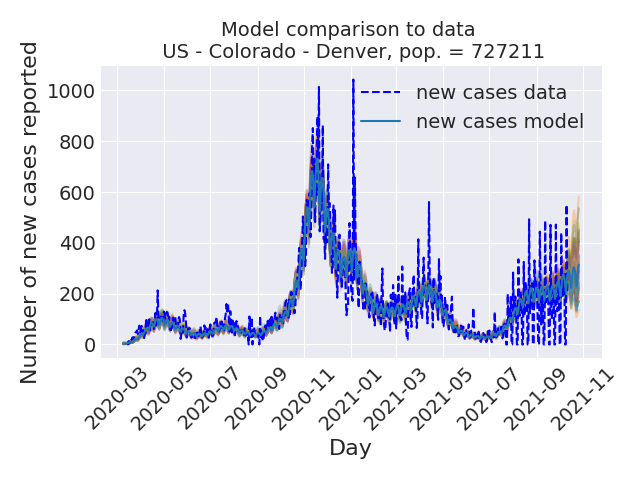 Model comparison to data
US - Colorado - Denver, pop. = 727211
Number of new cases reported
1000
800
600
400
200
0
new cases data
new cases model
2020-03
2020-05
2020-07
2020-09
2020-11
2021-01
2021-03
2021-05
2021-07
2021-09
2021-11
Day